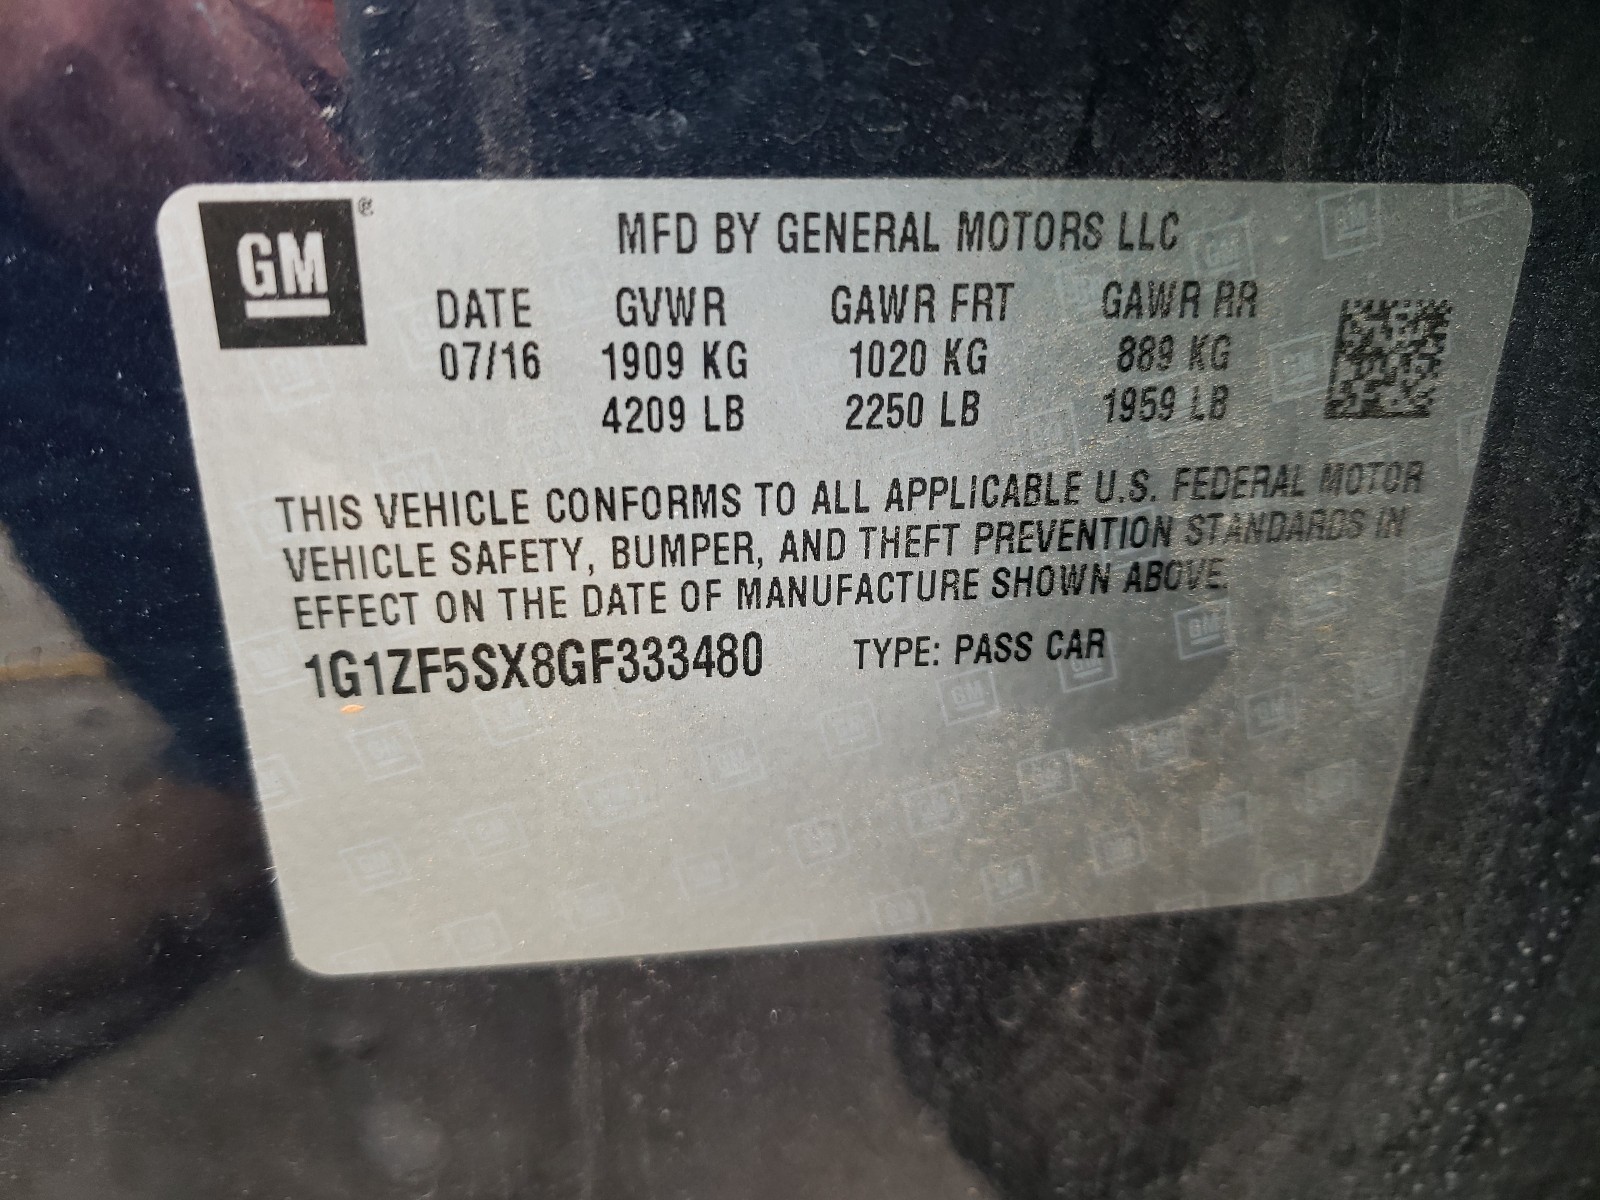 GM®
MFD BY GENERAL MOTORS LLC
DATE GVWR GAWR FRT GAWR RR
07/16 1909 KG 1020 KG 889 KG
4209 LB 2250 LB 1959 LB
THIS VEHICLE CONFORMS TO ALL APPLICABLE U.S. FEDERAL MOTOR
VEHICLE SAFETY, BUMPER, AND THEFT PREVENTION STANDARDS IN
EFFECT ON THE DATE OF MANUFACTURE SHOWN ABOVE.
1G1ZF5SX8GF333480 TYPE: PASS CAR